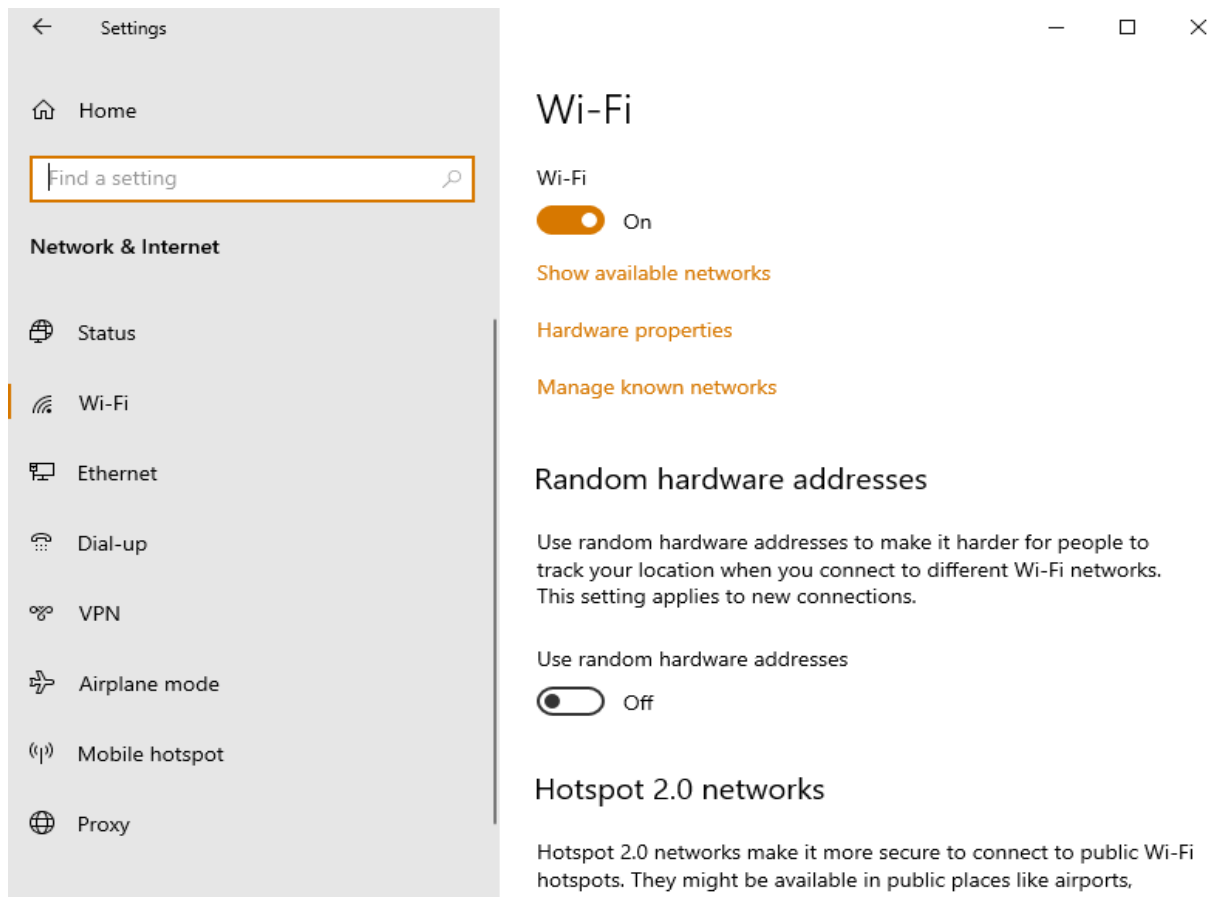 Settings
Home
Find a setting
Network & Internet
Status
Wi-Fi
Ethernet
Dial-up
VPN
Airplane mode
Mobile hotspot
Proxy
Wi-Fi
Wi-Fi
On
Show available networks
Hardware properties
Manage known networks
Random hardware addresses
Use random hardware addresses to make it harder for people to
track your location when you connect to different Wi-Fi networks.
This setting applies to new connections.
Use random hardware addresses
Off
Hotspot 2.0 networks
Hotspot 2.0 networks make it more secure to connect to public Wi-Fi
hotspots. They might be available in public places like airports,